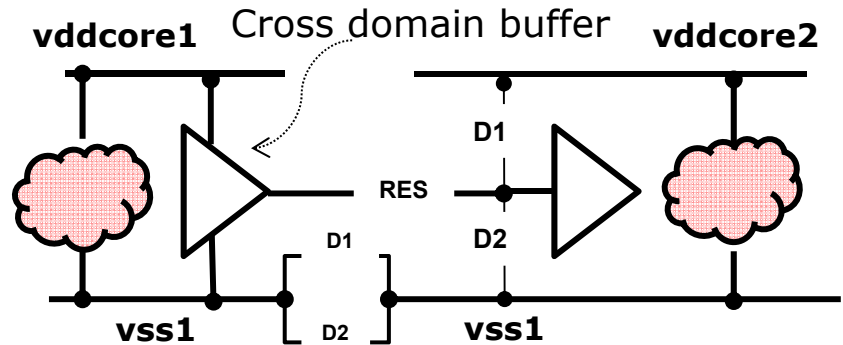 Cross domain buffer
vddcore1
vddcore2
D1
RES
D1
D2
D2
vss1
vss1